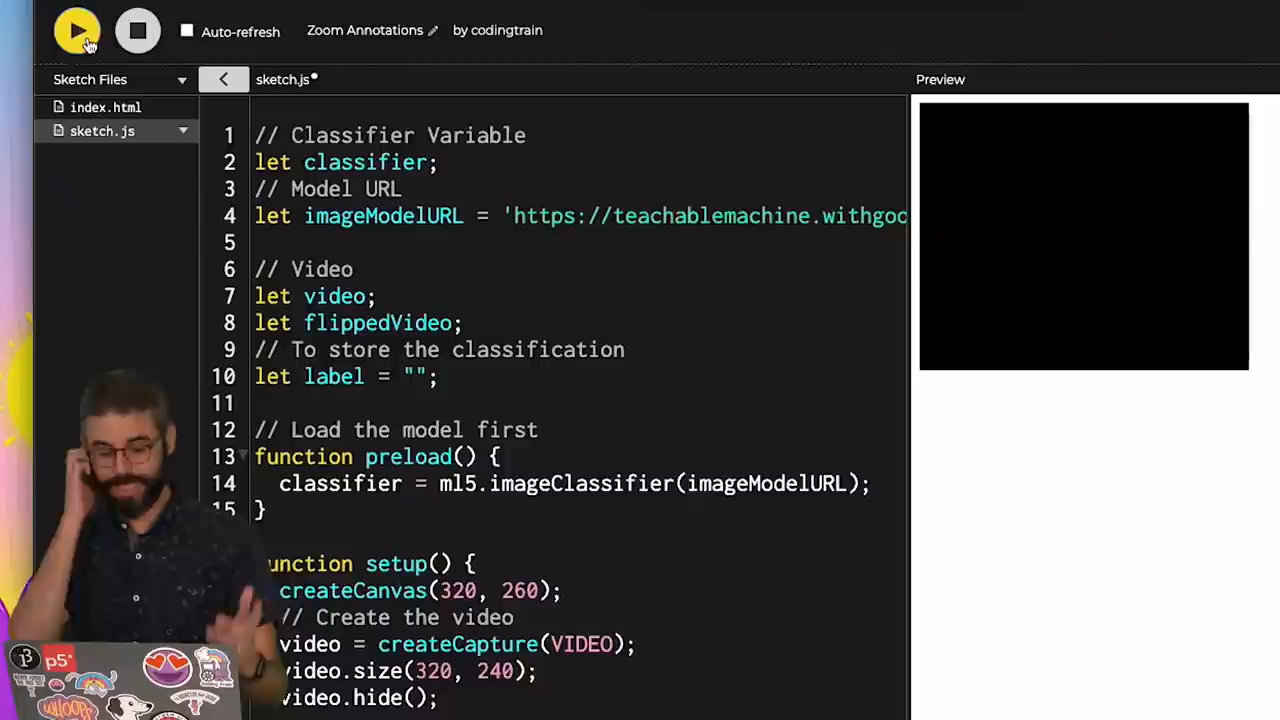 Auto-refresh
Zoom Annotations
by codingtrain
Sketch Files
sketch.js
Preview
index.html
sketch.js
1 // Classifier Variable
2 let classifier;
3 // Model URL
4 let imageModelURL = 'https://teachablemachine.withgoo
5
6 // Video
7 let video;
8 let flippedVideo;
9 // To store the classification
10 let label = "";
11
12 // Load the model first
13 function preload() {
14 classifier = ml5.imageClassifier(imageModelURL);
15 }
unction setup() {
createCanvas(320, 260);
// Create the video
video = createCapture(VIDEO);
video.size(320, 240);
video.hide();
p5*
WHOOPS